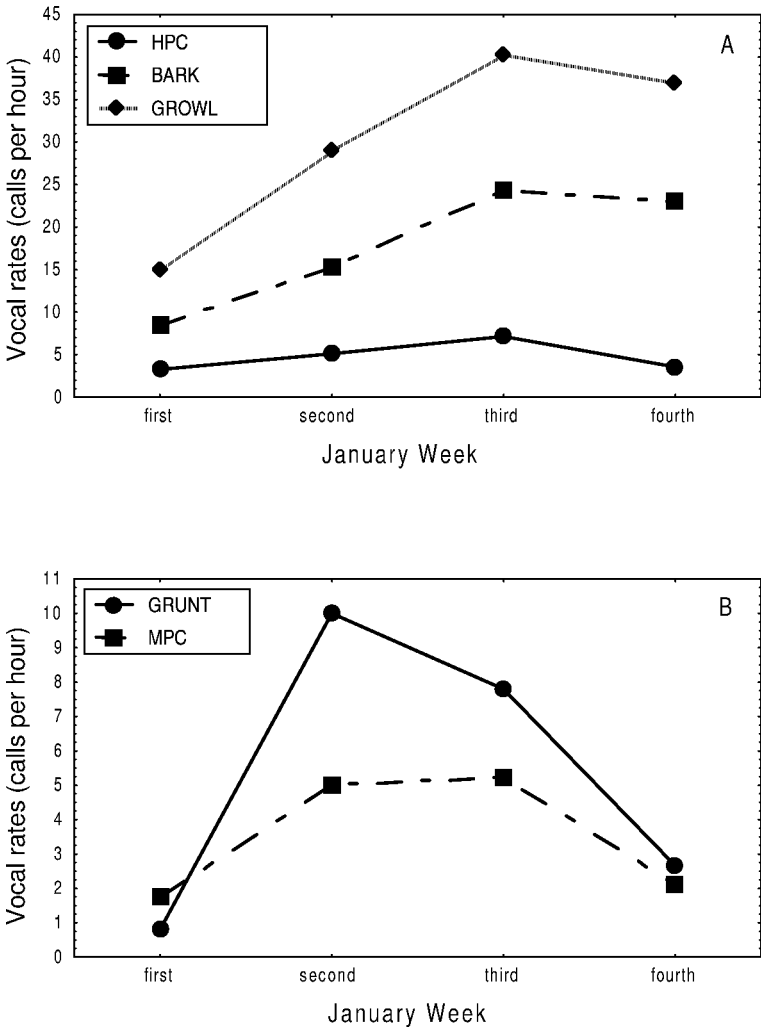 A
HPC
BARK
GROWL
Vocal rates (calls per hour)
45
40
35
30
25
20
15
10
5
0
first second third fourth
January Week
B
GRUNT
MPC
Vocal rates (calls per hour)
11
10
9
8
7
6
5
4
3
2
1
0
first second third fourth
January Week